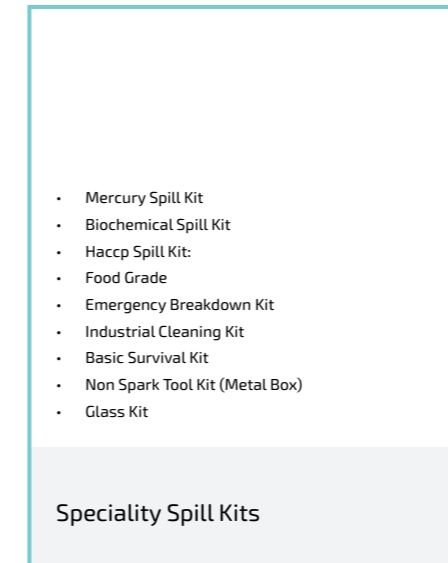 • Mercury Spill Kit
• Biochemical Spill Kit
• Haccp Spill Kit:
• Food Grade
• Emergency Breakdown Kit
• Industrial Cleaning Kit
• Basic Survival Kit
• Non Spark Tool Kit (Metal Box)
• Glass Kit
Speciality Spill Kits